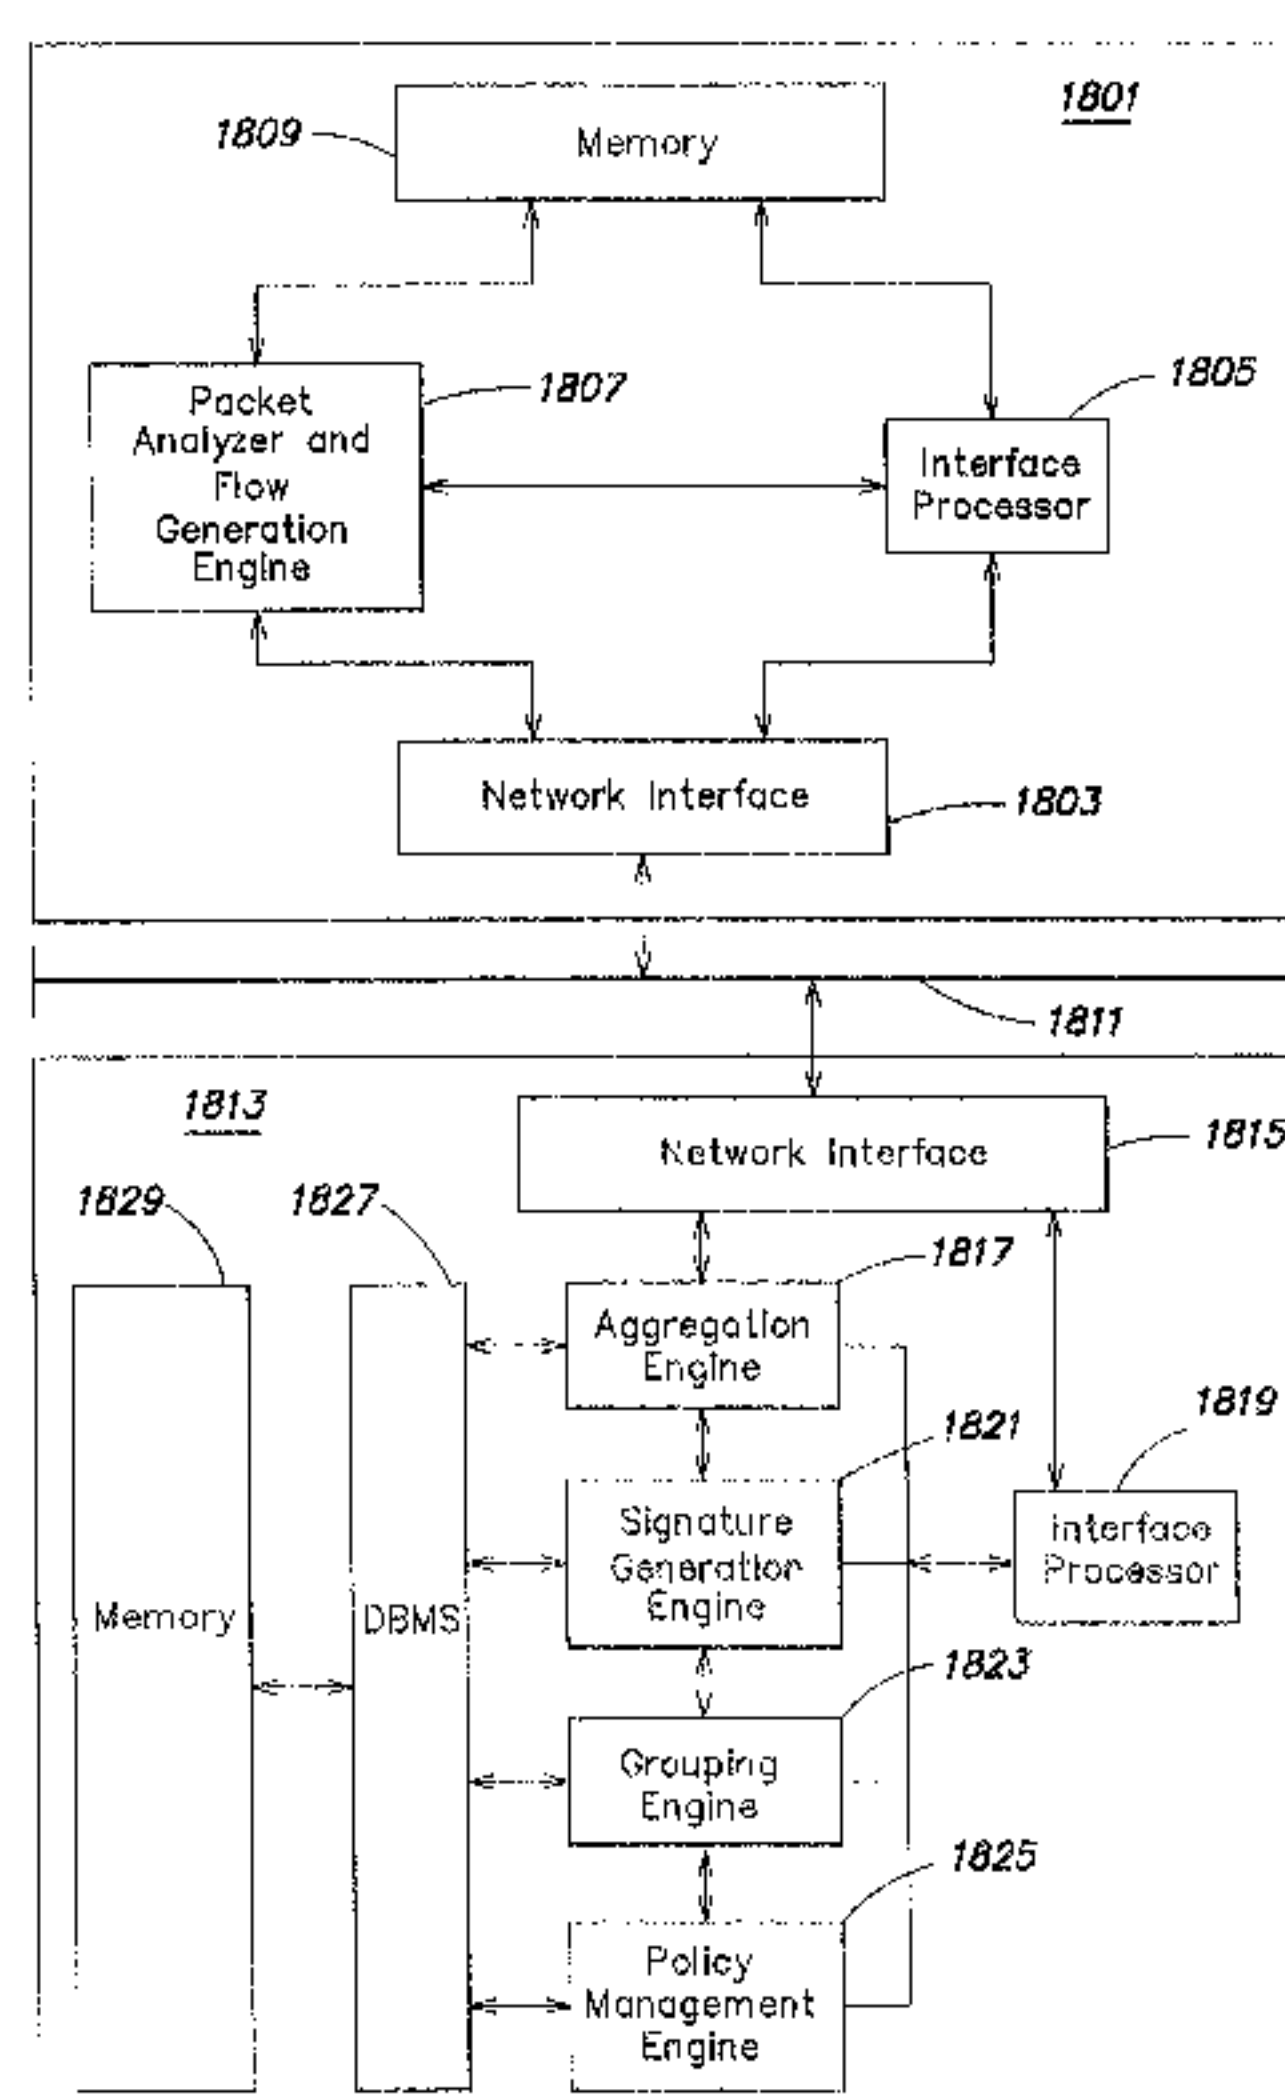 1801
1809
Memory
1807
1805
Packet
Analyzer and
Flow
Generation
Engine
Interface
Processor
Network Interface
1803
1811
1813
Network Interface
1815
1829
1827
1817
Aggregation
Engine
1819
1821
Signature
Generation
Engine
Interface
Processor
Memory
DBMS
1823
Grouping
Engine
1825
Policy
Management
Engine